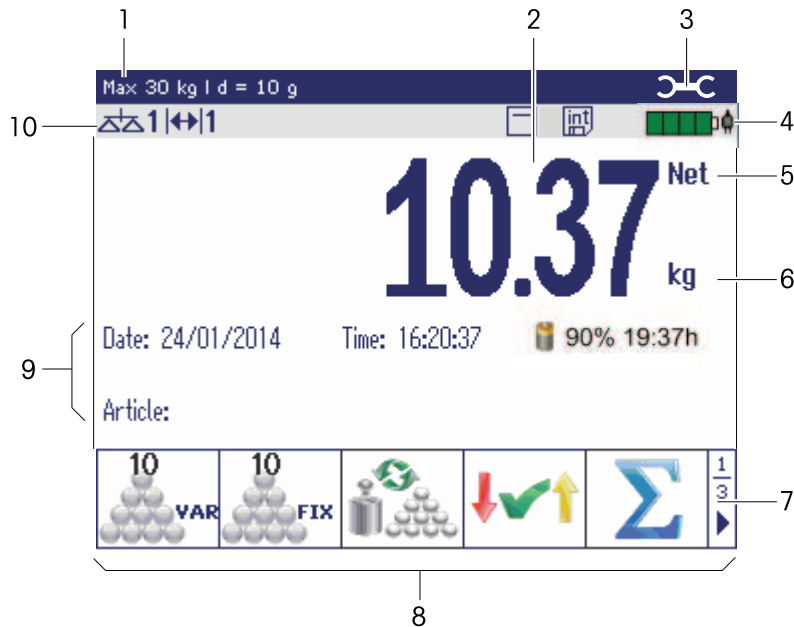 1 2 3
Max 30 kg | d = 10 g
10 1 1 int 4
10.37 Net 5
kg 6
Date: 24/01/2014 Time: 16:20:37 90% 19:37h
9
Article:
10 VAR 10 FIX 1 3 7
8